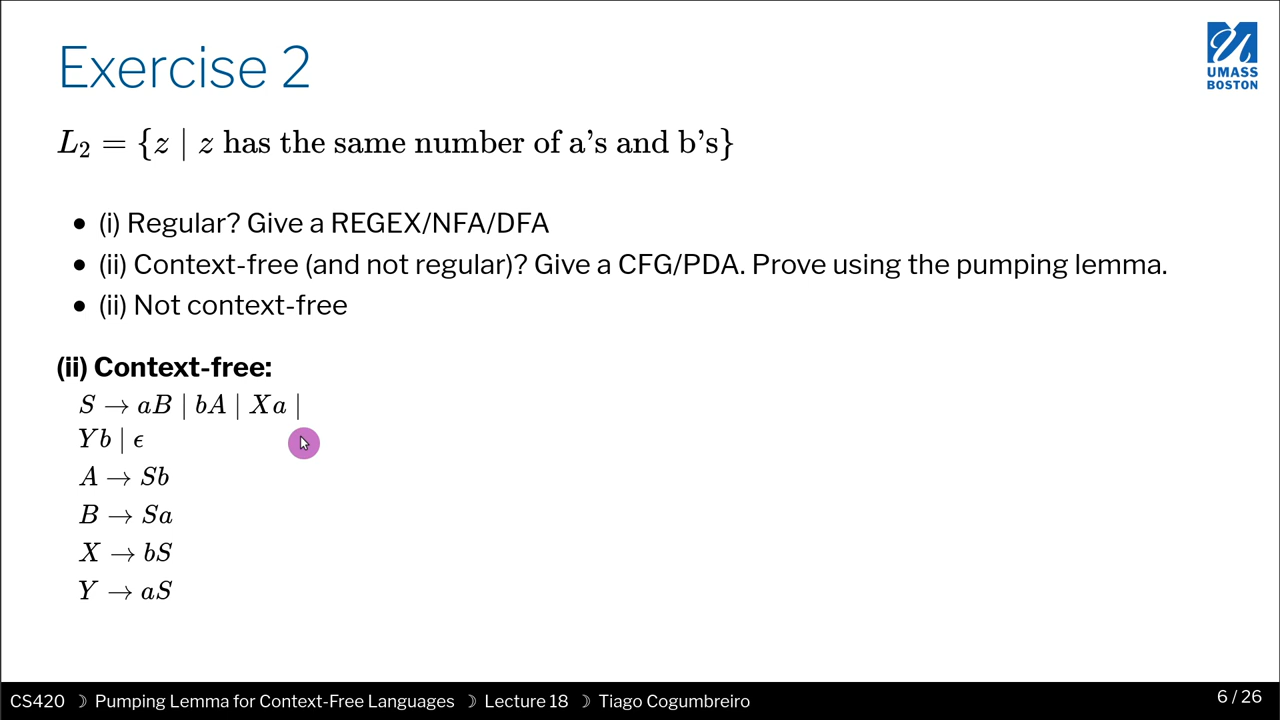 Exercise 2
UMASS
BOSTON
L₂ = {z | z has the same number of a's and b's}
• (i) Regular? Give a REGEX/NFA/DFA
• (ii) Context-free (and not regular)? Give a CFG/PDA. Prove using the pumping lemma.
• (ii) Not context-free
(ii) Context-free:
S → aB | bA | Xa |
Yb | ϵ
A → Sb
B → Sa
X → bS
Y → aS
CS420 ☽ Pumping Lemma for Context-Free Languages ☽ Lecture 18 ☽ Tiago Cogumbreiro
6 / 26